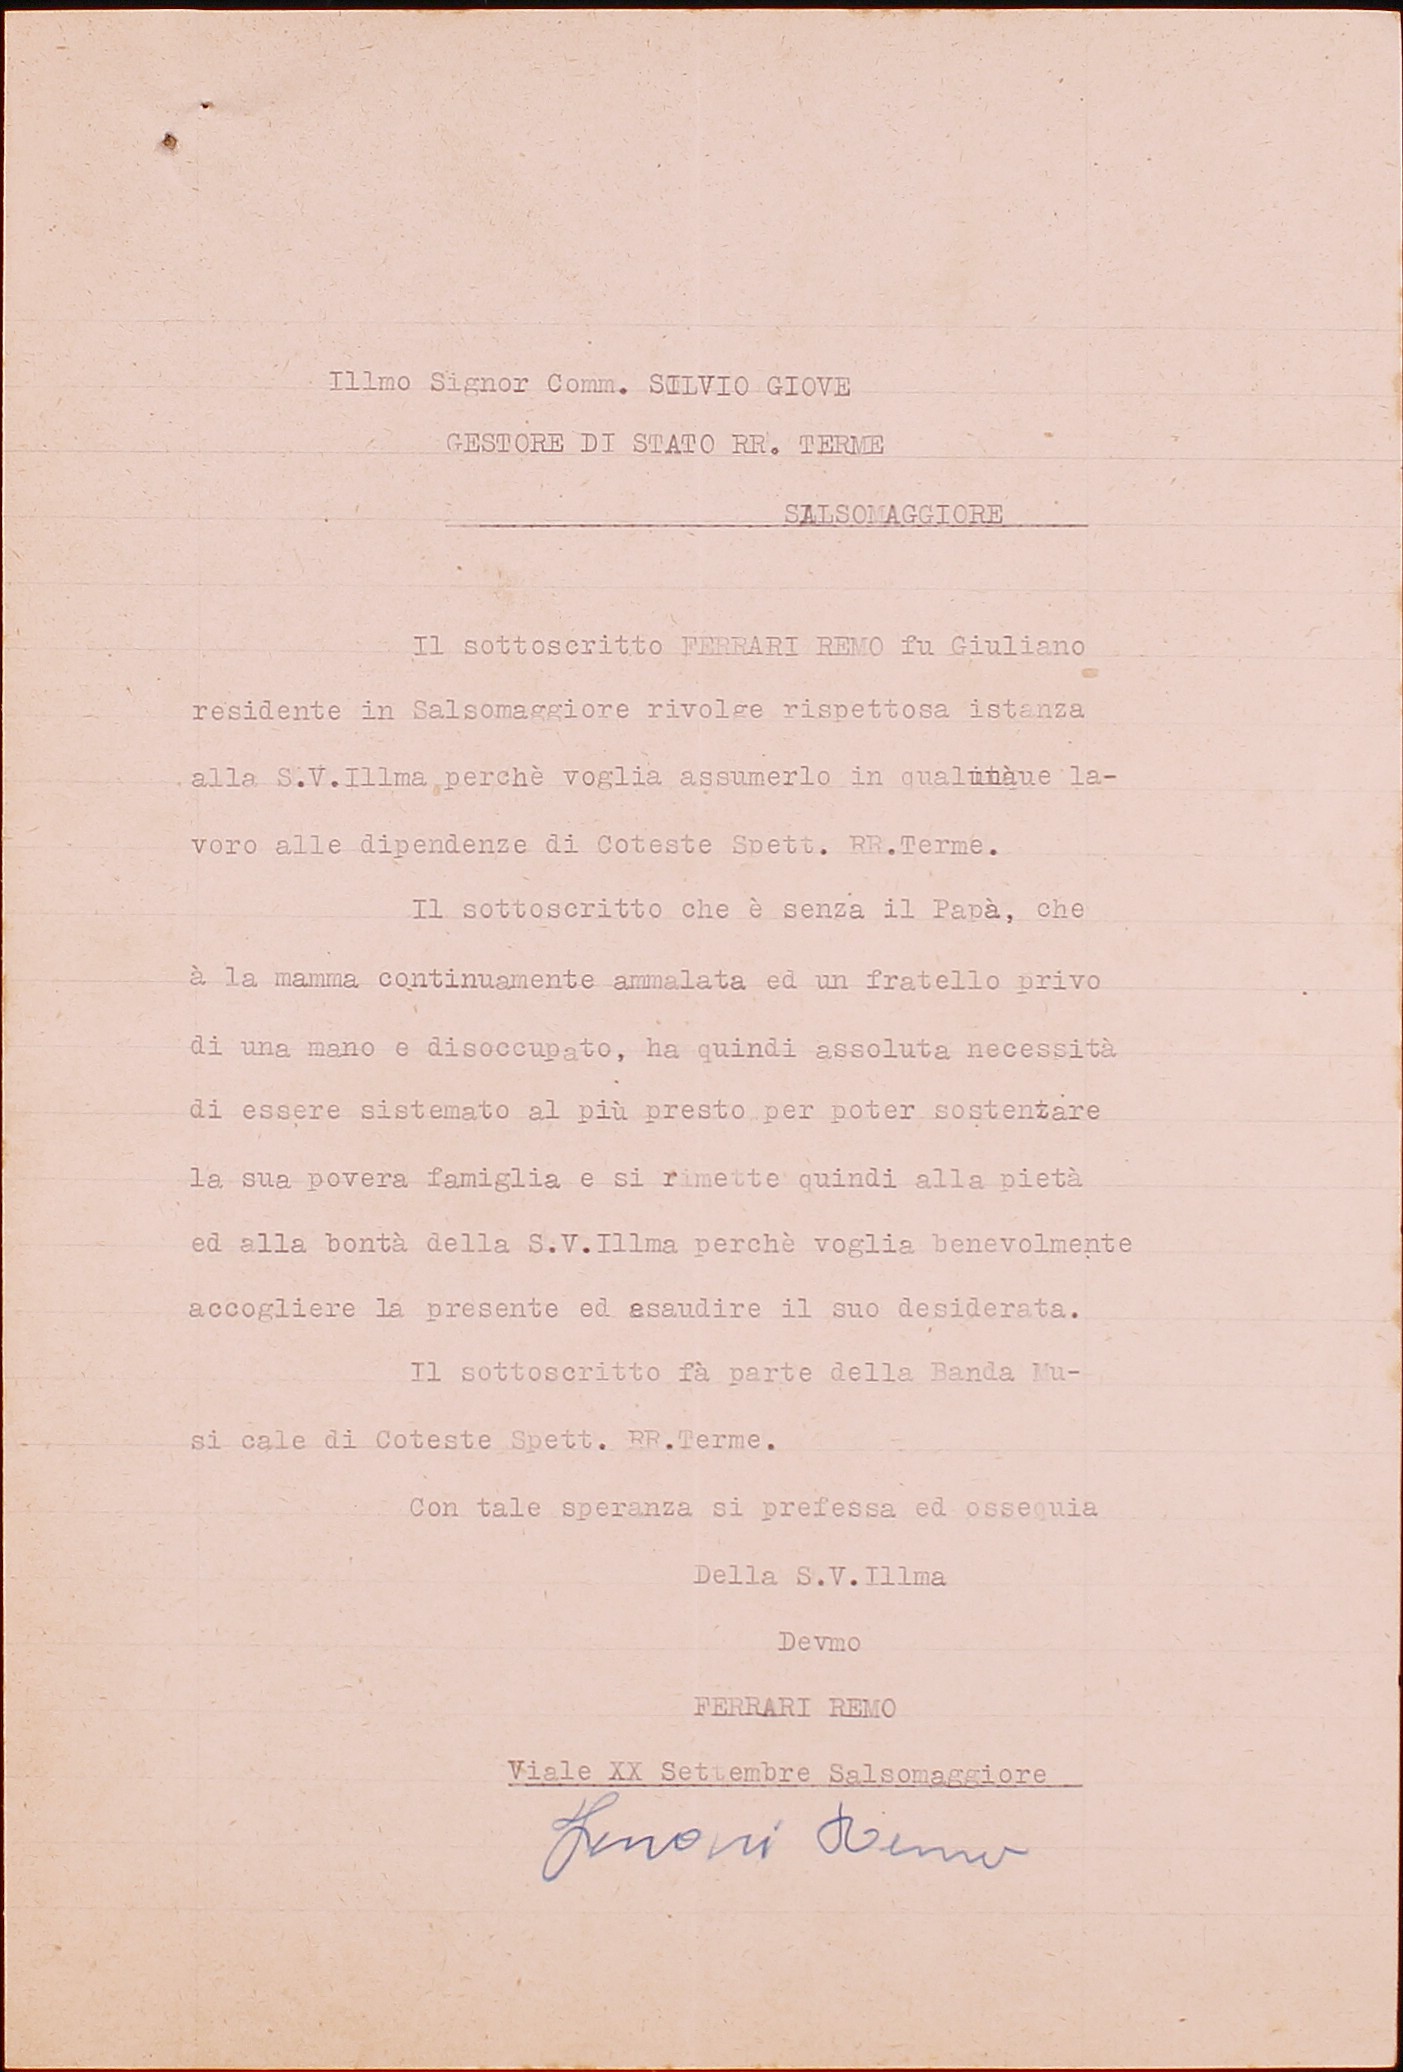 Illmo Signor Comm. SILVIO GIOVE
GESTORE DI STATO RR. TERME
SALSOMAGGIORE
Il sottoscritto FERRARI REMO fu Giuliano
residente in Salsomaggiore rivolge rispettosa istanza
alla S.V.Illma perchè voglia assumerlo in la-
voro alle dipendenze di Coteste Spett. RR.Terme.
Il sottoscritto che è senza il Papà, che
à la mamma continuamente ammalata ed un fratello privo
di una mano e disoccupato, ha quindi assoluta necessità
di essere sistemato al più presto per poter sostentare
la sua povera famiglia e si rimette quindi alla pietà
ed alla bontà della S.V.Illma perchè voglia benevolmente
accogliere la presente ed esaudire il suo desiderata.
Il sottoscritto fà parte della Banda Mu-
si cale di Coteste Spett. RR.Terme.
Con tale speranza si prefessa ed ossequia
Della S.V.Illma
Devmo
FERRARI REMO
Viale XX Settembre Salsomaggiore
Ferrari Remo